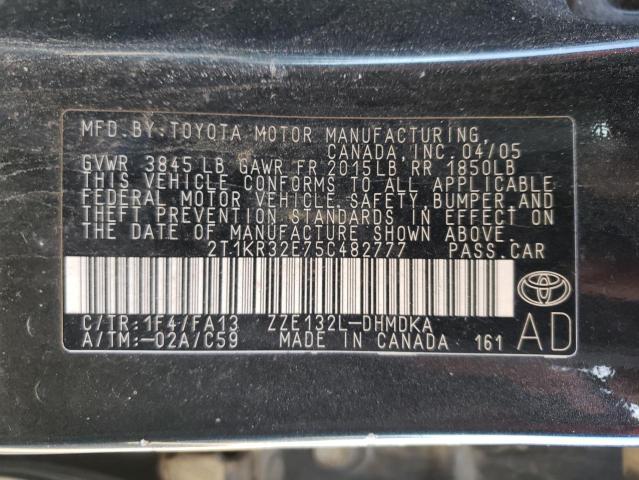 MFD.BY:TOYOTA MOTOR MANUFACTURING,
CANADA, INC. 04/05
GVWR 3845 LB GAWR FR 2015LB RR 1850LB
THIS VEHICLE CONFORMS TO ALL APPLICABLE
FEDERAL MOTOR VEHICLE SAFETY, BUMPER, AND
THEFT PREVENTION STANDARDS IN EFFECT ON
THE DATE OF MANUFACTURE SHOWN ABOVE.
2T1KR32E75C482777 PASS.CAR
C/TR:1F4/FA13 ZZE132L-DHMDKA
A/TM:-02A/C59 MADE IN CANADA 161
AD